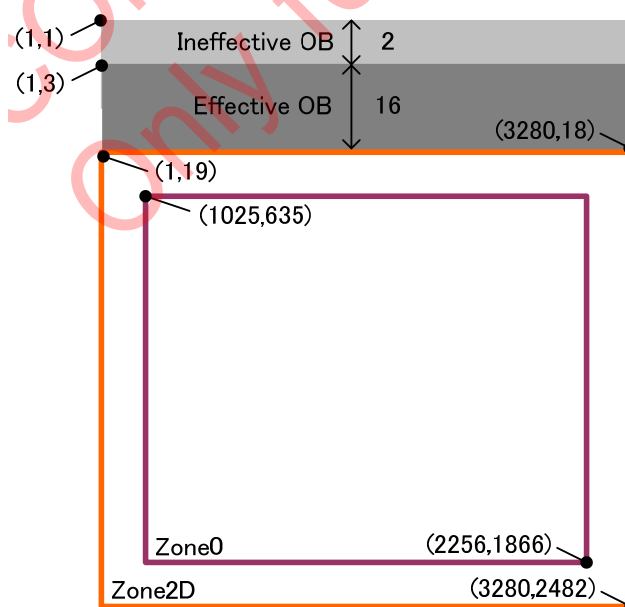 (1,1)
Ineffective OB 2
(1,3)
Effective OB 16
(3280,18)
(1,19)
(1025,635)
Zone0
(2256,1866)
Zone2D
(3280,2482)
Only